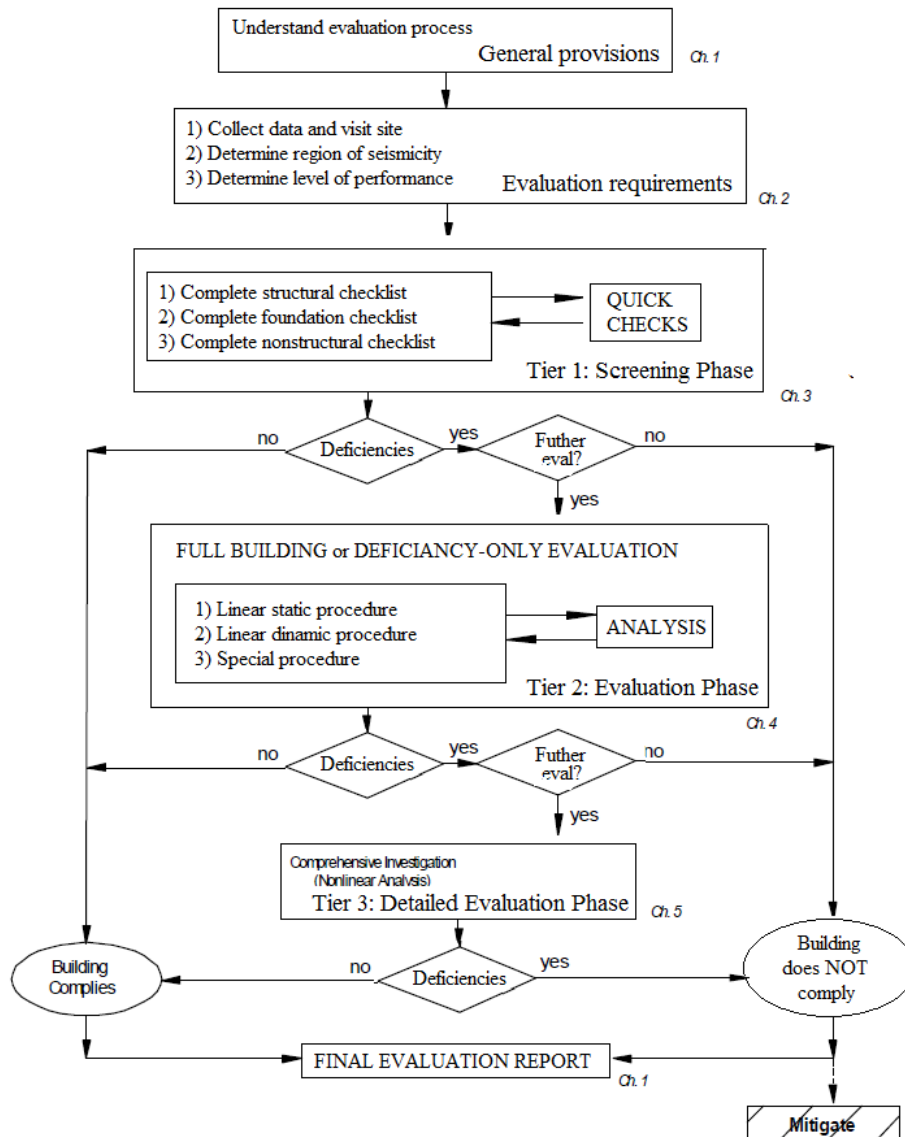 Understand evaluation process
General provisions
Ch. 1
1) Collect data and visit site
2) Determine region of seismicity
3) Determine level of performance
Evaluation requirements
Ch. 2
1) Complete structural checklist
2) Complete foundation checklist
3) Complete nonstructural checklist
QUICK
CHECKS
Tier 1: Screening Phase
Ch. 3
no
Deficiencies
yes
Futher
eval?
no
yes
FULL BUILDING or DEFICIANCY-ONLY EVALUATION
1) Linear static procedure
2) Linear dinamic procedure
3) Special procedure
ANALYSIS
Tier 2: Evaluation Phase
Ch. 4
no
Deficiencies
yes
Futher
eval?
no
yes
Comprehensive Investigation
(Nonlinear Analysis)
Tier 3: Detailed Evaluation Phase
Ch. 5
Building
Complies
no
Deficiencies
yes
Building
does NOT
comply
FINAL EVALUATION REPORT
Ch. 1
Mitigate